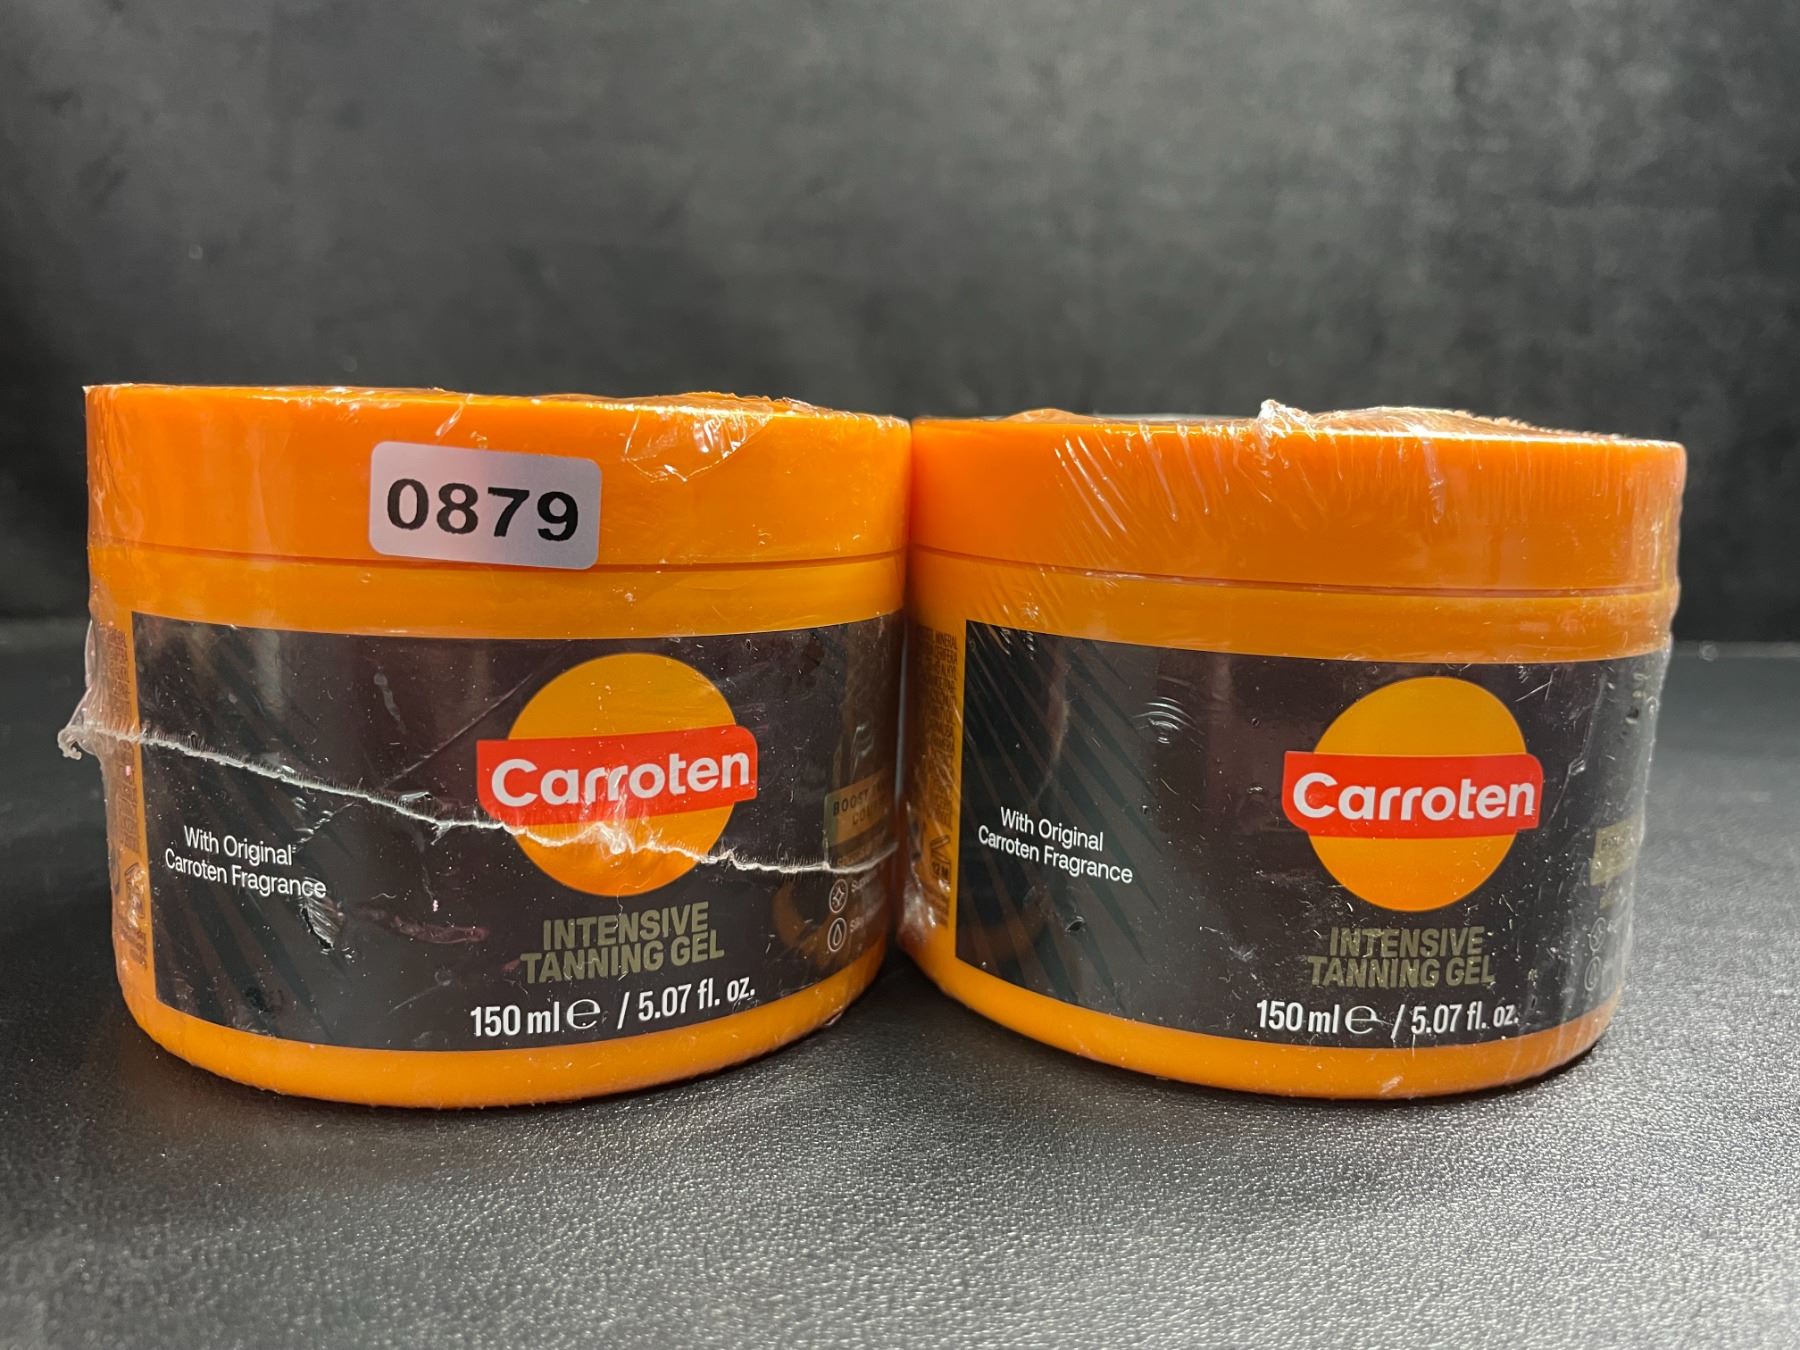 0879
Carroten
With Original
Carroten Fragrance
INTENSIVE
TANNING GEL
150 ml e / 5.07 fl. oz.
BOOST
Carroten
With Original
Carroten Fragrance
INTENSIVE
TANNING GEL
150 ml e / 5.07 fl. oz.